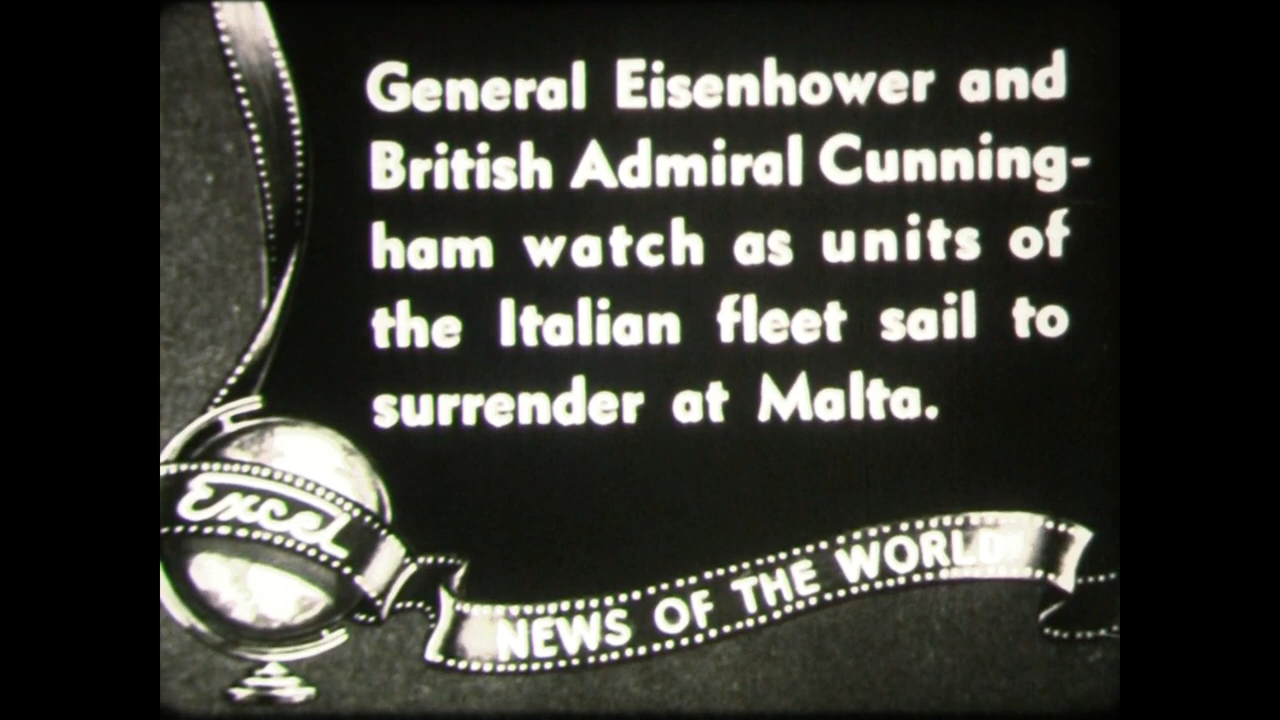 General Eisenhower and
British Admiral Cunning-
ham watch as units of
the Italian fleet sail to
surrender at Malta.
Excel
NEWS OF THE WORLD